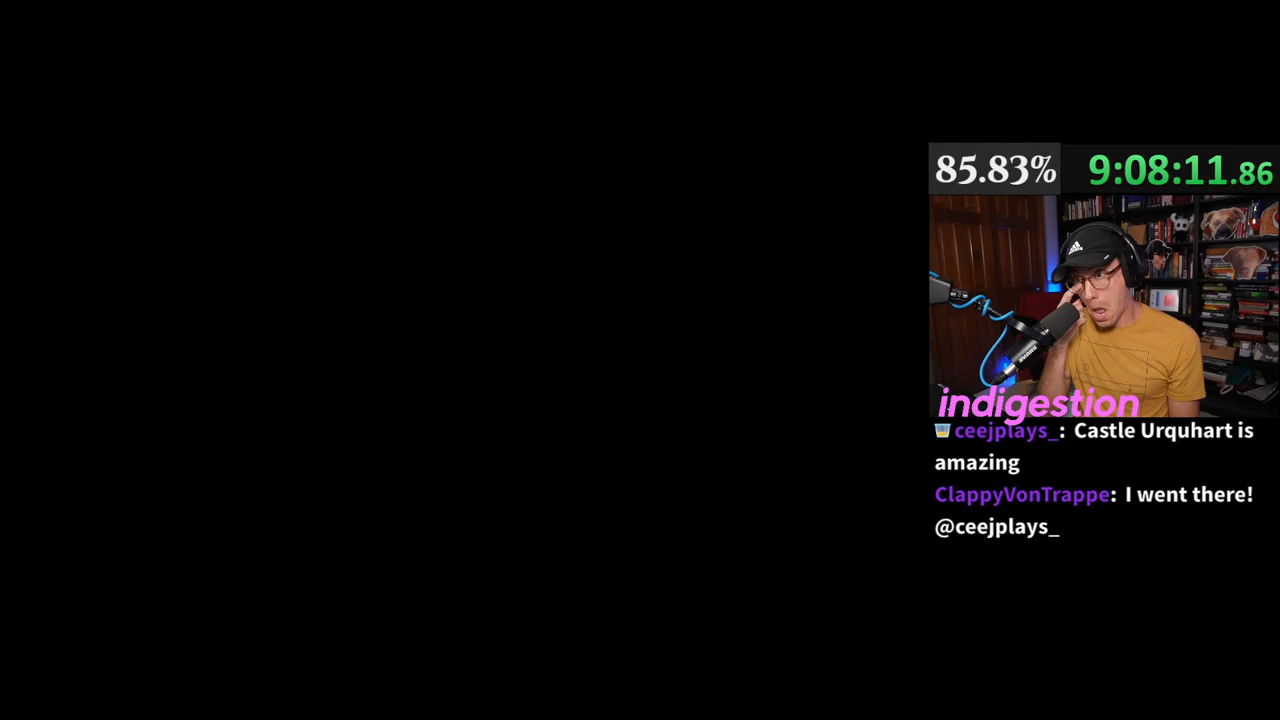 85.83% 9:08:11.86
indigestion
ceejplays_: Castle Urquhart is
amazing
ClappyVonTrappe: I went there!
@ceejplays_